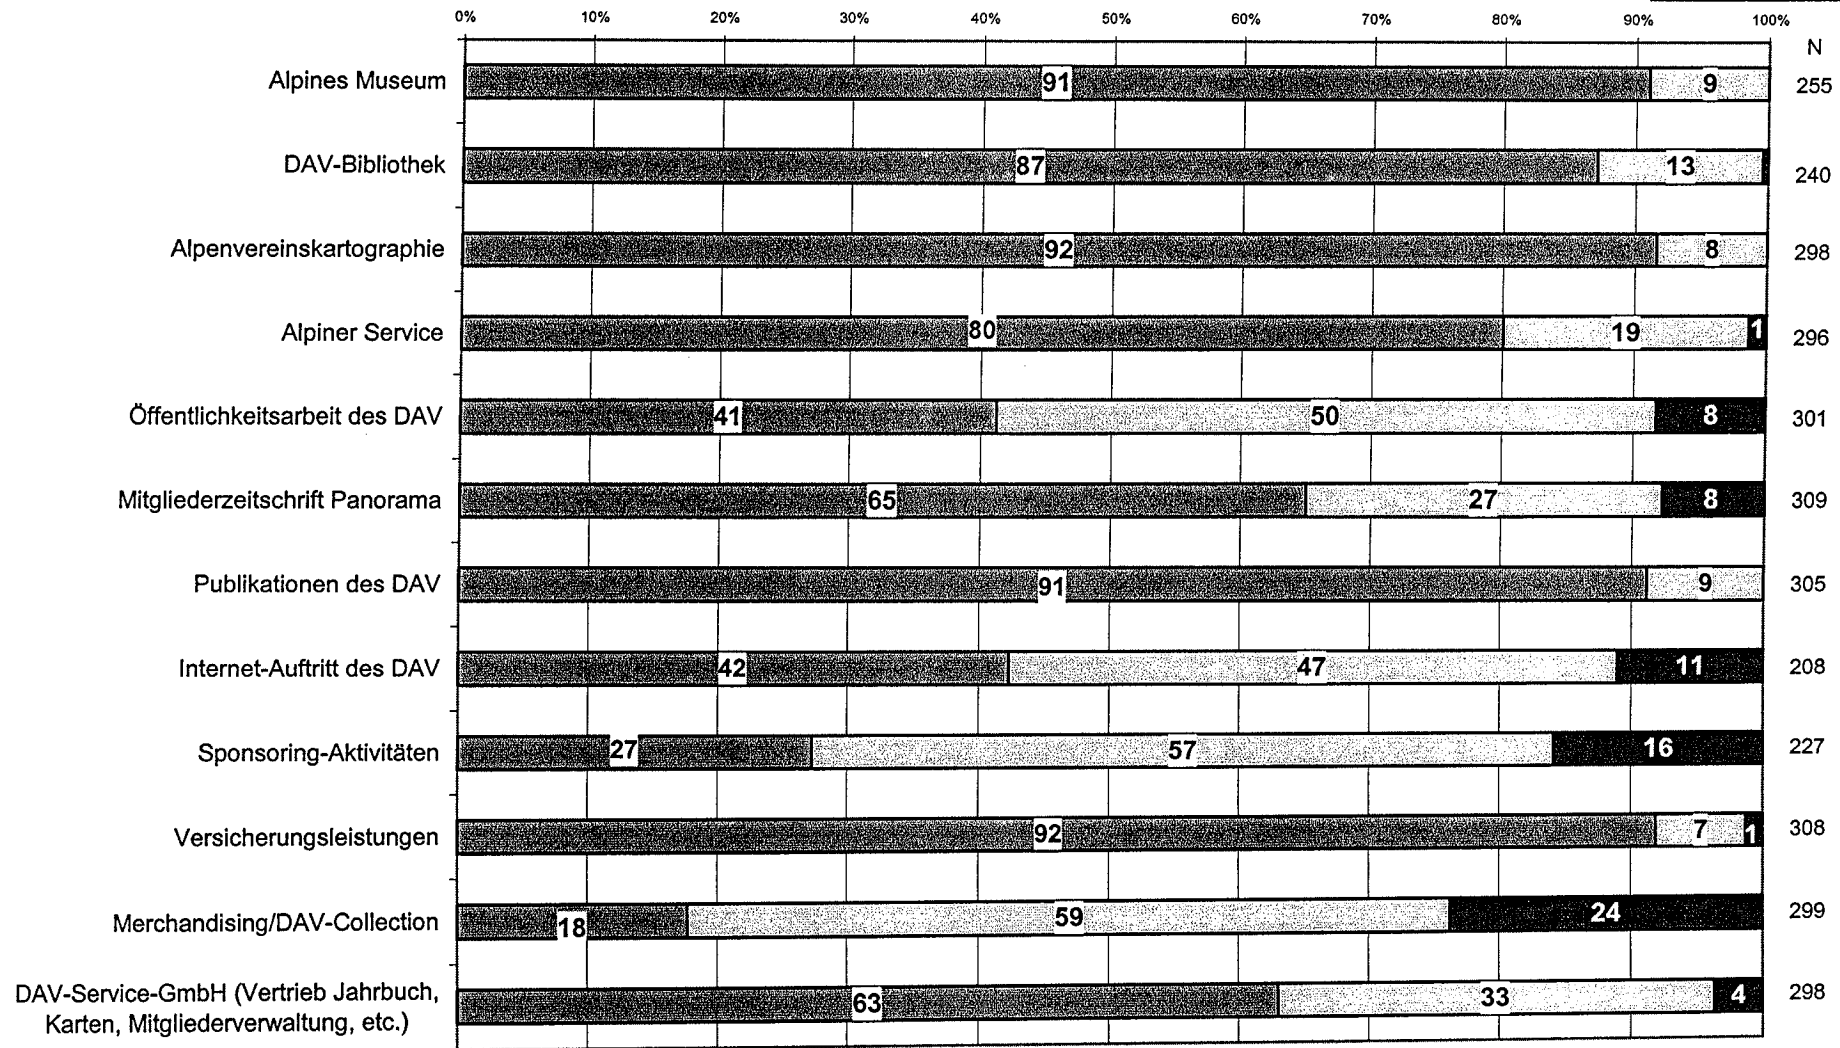 0% 10% 20% 30% 40% 50% 60% 70% 80% 90% 100%
N
Alpines Museum 91 9 255
DAV-Bibliothek 87 13 240
Alpenvereinskartographie 92 8 298
Alpiner Service 80 19 1 296
Öffentlichkeitsarbeit des DAV 41 50 8 301
Mitgliederzeitschrift Panorama 65 27 8 309
Publikationen des DAV 91 9 305
Internet-Auftritt des DAV 42 47 11 208
Sponsoring-Aktivitäten 27 57 16 227
Versicherungsleistungen 92 7 1 308
Merchandising/DAV-Collection 18 59 24 299
DAV-Service-GmbH (Vertrieb Jahrbuch, 63 33 4 298
Karten, Mitgliederverwaltung, etc.)